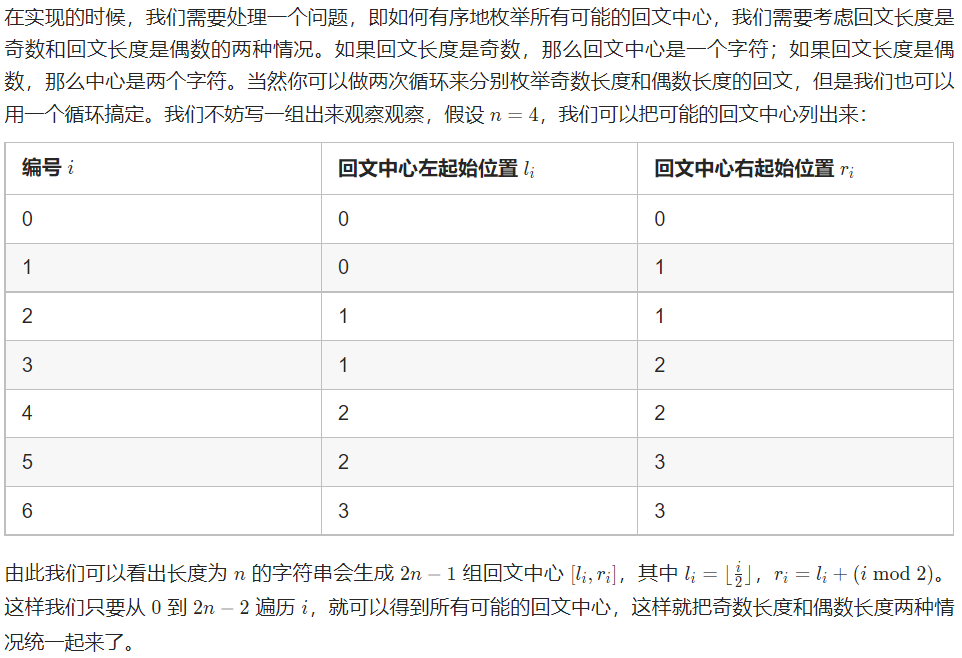 在实现的时候，我们需要处理一个问题，即如何有序地枚举所有可能的回文中心，我们需要考虑回文长度是
奇数和回文长度是偶数的两种情况。如果回文长度是奇数，那么回文中心是一个字符；如果回文长度是偶
数，那么中心是两个字符。当然你可以做两次循环来分别枚举奇数长度和偶数长度的回文，但是我们也可以
用一个循环搞定。我们不妨写一组出来观察观察，假设 n = 4，我们可以把可能的回文中心列出来：
编号 i 回文中心左起始位置 l_i 回文中心右起始位置 r_i
0 0 0
1 0 1
2 1 1
3 1 2
4 2 2
5 2 3
6 3 3
由此我们可以看出长度为 n 的字符串会生成 2n − 1 组回文中心 [l_i, r_i]，其中 l_i = ⌊i/2⌋，r_i = l_i + (i mod 2)。
这样我们只要从 0 到 2n − 2 遍历 i，就可以得到所有可能的回文中心，这样就把奇数长度和偶数长度两种情
况统一起来了。